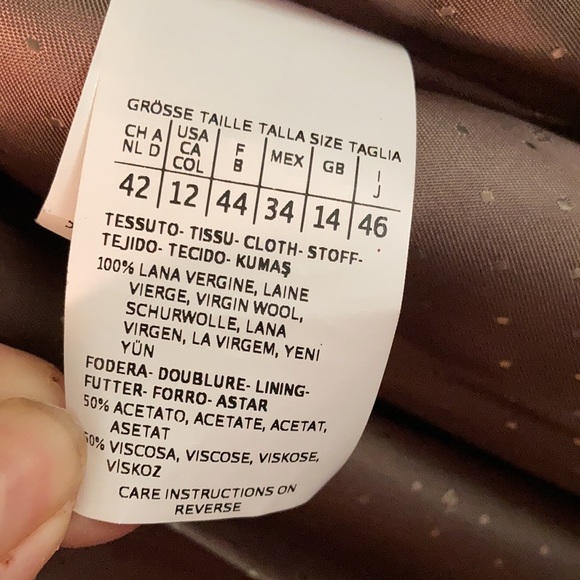 GRÖSSE TAILLE TALLA SIZE TAGLIA
CH A NL D | USA CA COL | F B | MEX | GB | I J
42 | 12 | 44 | 34 | 14 | 46
TESSUTO- TISSU- CLOTH- STOFF-
TEJIDO- TECIDO- KUMAŞ
100% LANA VERGINE, LAINE
VIERGE, VIRGIN WOOL,
SCHURWOLLE, LANA
VIRGEN, LA VIRGEM, YENI
YÜN
FODERA- DOUBLURE- LINING-
FUTTER- FORRO- ASTAR
50% ACETATO, ACETATE, ACETAT,
ASETAT
50% VISCOSA, VISCOSE, VISKOSE,
VİSKOZ
CARE INSTRUCTIONS ON
REVERSE